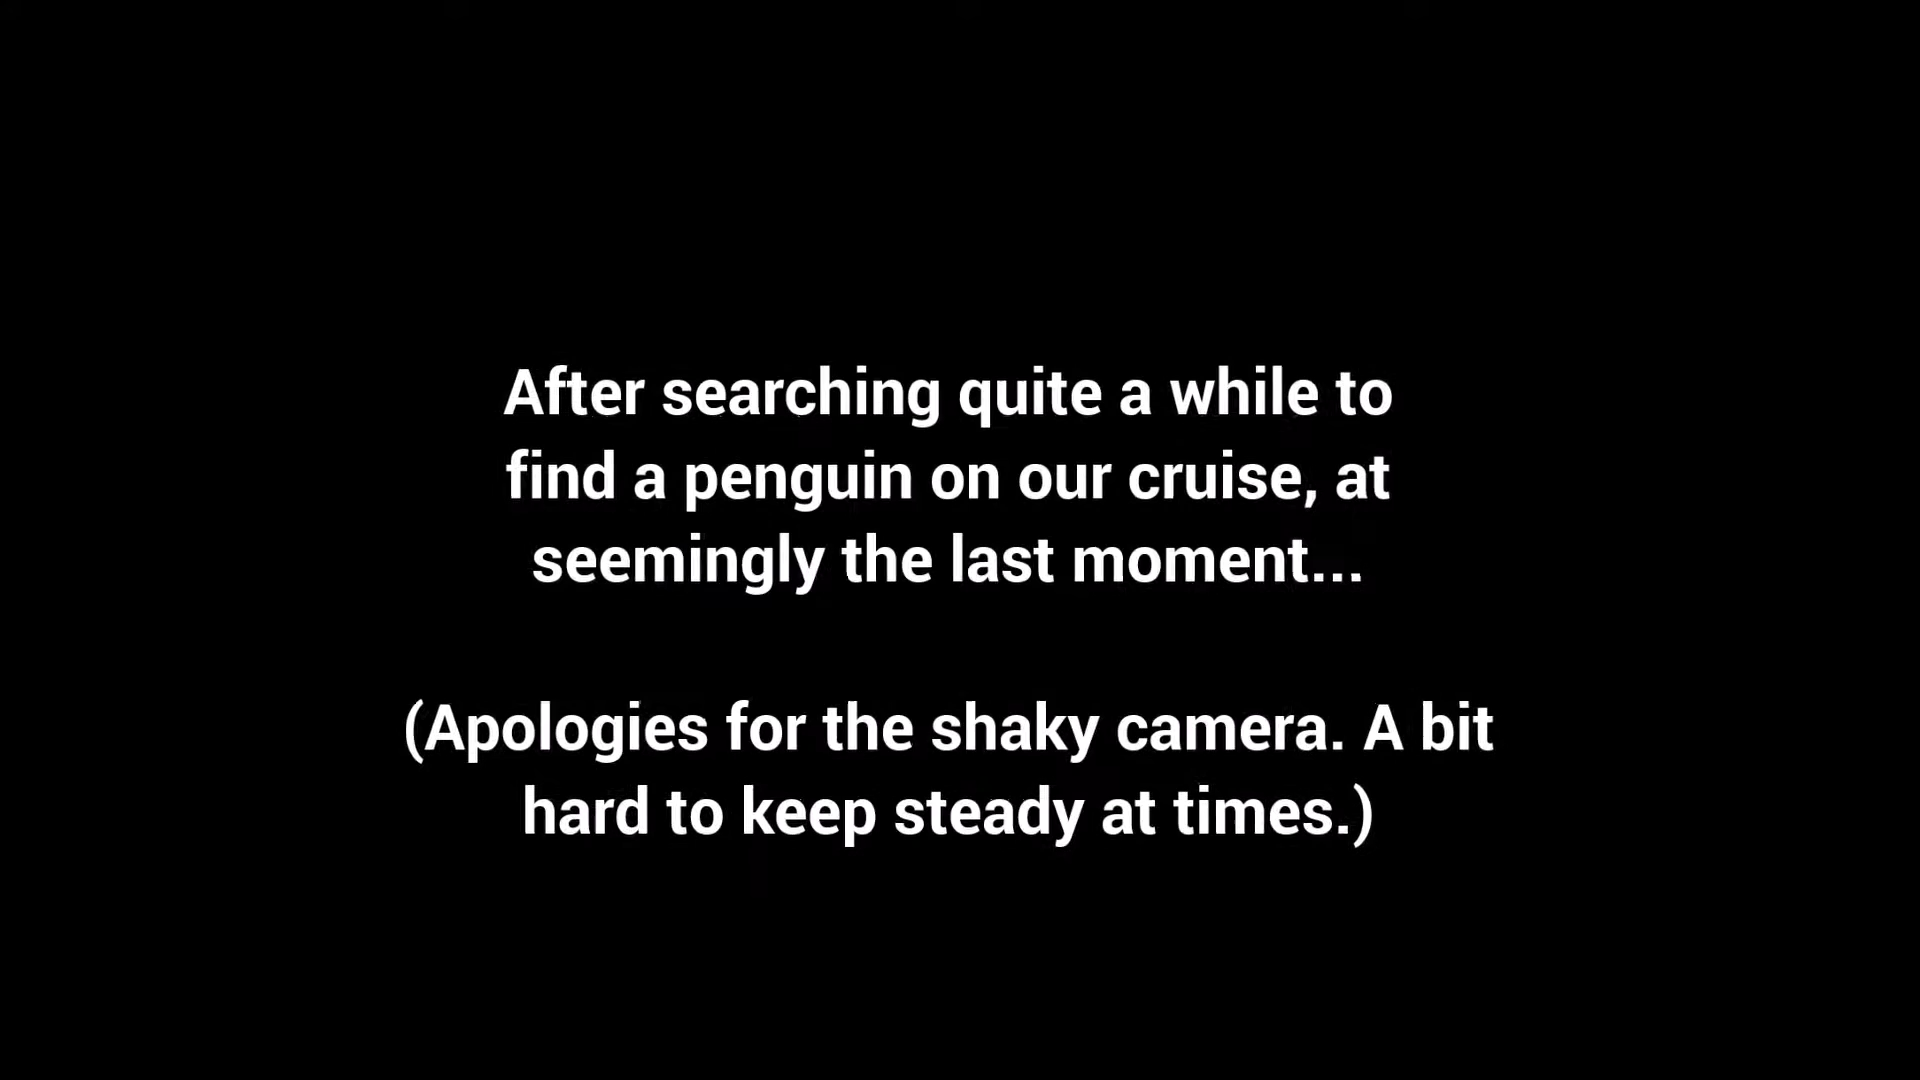 After searching quite a while to
find a penguin on our cruise, at
seemingly the last moment...
(Apologies for the shaky camera. A bit
hard to keep steady at times.)